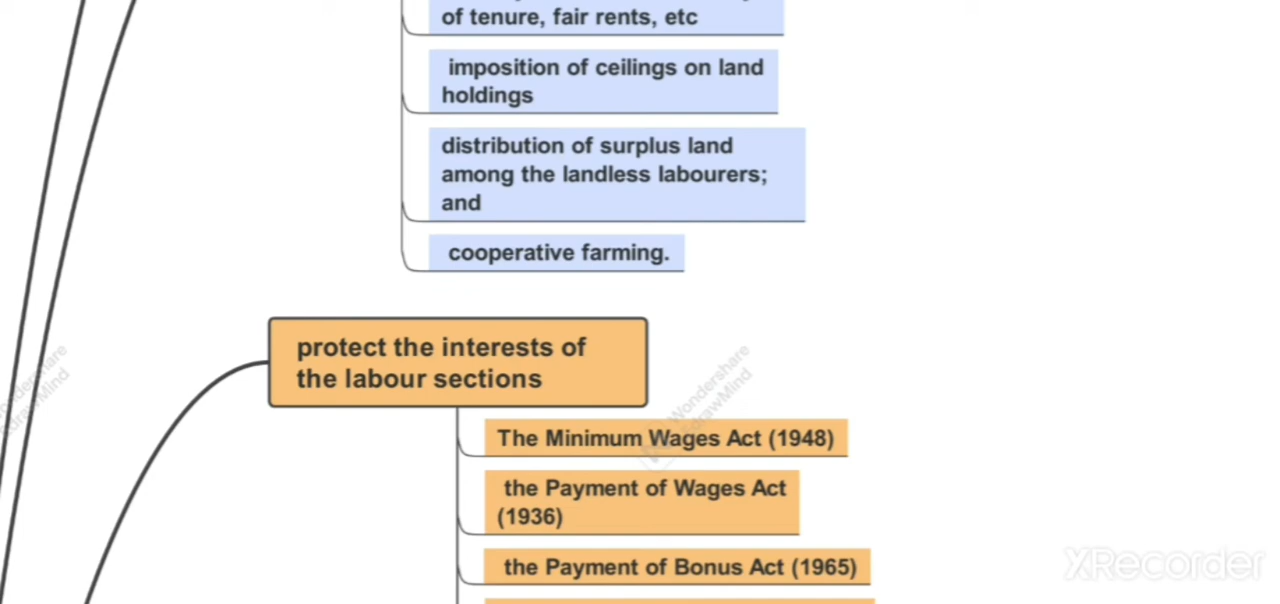 of tenure, fair rents, etc
imposition of ceilings on land
holdings
distribution of surplus land
among the landless labourers;
and
cooperative farming.
protect the interests of
the labour sections
The Minimum Wages Act (1948)
the Payment of Wages Act
(1936)
the Payment of Bonus Act (1965)
Wondershare
EdrawMind
XRecorder